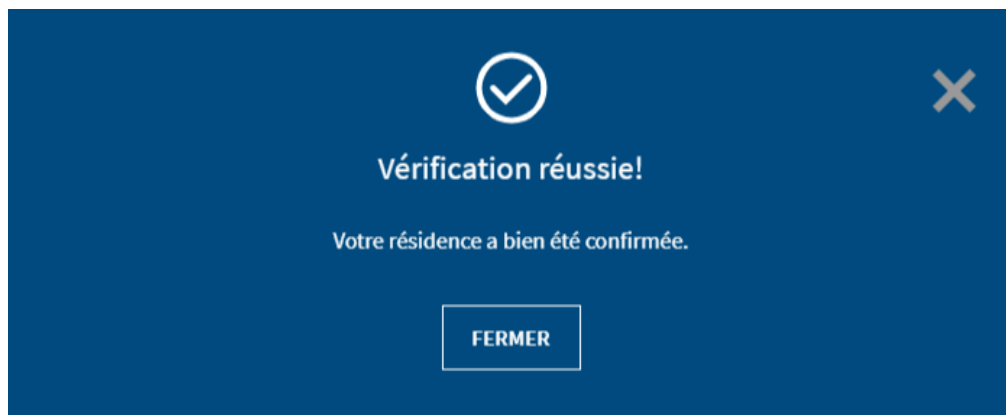 Vérification réussie!
Votre résidence a bien été confirmée.
FERMER